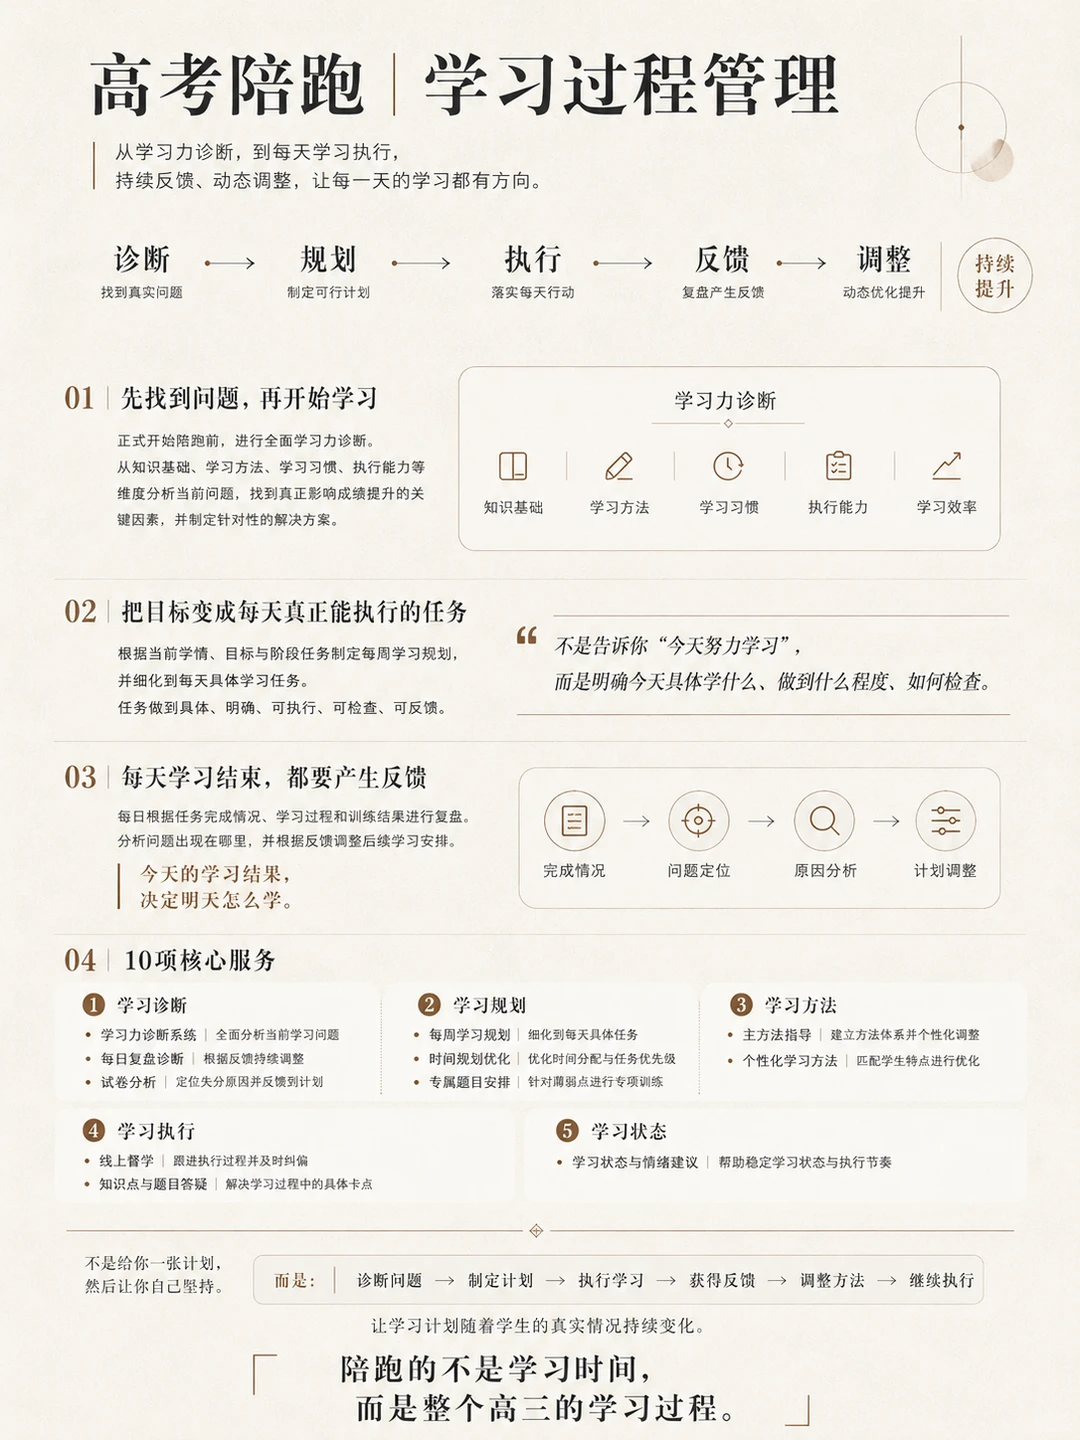 高考陪跑｜学习过程管理
从学习力诊断，到每天学习执行，
持续反馈、动态调整，让每一天的学习都有方向。
诊断 规划 执行 反馈 调整 持续提升
找到真实问题 制定可行计划 落实每天行动 复盘产生反馈 动态优化提升
01 先找到问题，再开始学习
正式开始陪跑前，进行全面学习力诊断。
从知识基础、学习方法、学习习惯、执行能力等
维度分析当前问题，找到真正影响成绩提升的关
键因素，并制定针对性的解决方案。
学习力诊断
知识基础 学习方法 学习习惯 执行能力 学习效率
02 把目标变成每天真正能执行的任务
根据当前学情、目标与阶段任务制定每周学习规划，
并细化到每天具体学习任务。
任务做到具体、明确、可执行、可检查、可反馈。
“ 不是告诉你“今天努力学习”，
而是明确今天具体学什么、做到什么程度、如何检查。
03 每天学习结束，都要产生反馈
每日根据任务完成情况、学习过程和训练结果进行复盘。
分析问题出现在哪里，并根据反馈调整后续学习安排。
今天的学习结果，
决定明天怎么学。
完成情况 → 问题定位 → 原因分析 → 计划调整
04 10项核心服务
1 学习诊断
• 学习力诊断系统｜全面分析当前学习问题
• 每日复盘诊断｜根据反馈持续调整
• 试卷分析｜定位失分原因并反馈到计划
2 学习规划
• 每周学习规划｜细化到每天具体任务
• 时间规划优化｜优化时间分配与任务优先级
• 专属题目安排｜针对薄弱点进行专项训练
3 学习方法
• 主方法指导｜建立方法体系并个性化调整
• 个性化学习方法｜匹配学生特点进行优化
4 学习执行
• 线上督学｜跟进执行过程并及时纠偏
• 知识点与题目答疑｜解决学习过程中的具体卡点
5 学习状态
• 学习状态与情绪建议｜帮助稳定学习状态与执行节奏
不是给你一张计划，
然后让你自己坚持。
而是：｜诊断问题 → 制定计划 → 执行学习 → 获得反馈 → 调整方法 → 继续执行
让学习计划随着学生的真实情况持续变化。
陪跑的不是学习时间，
而是整个高三的学习过程。